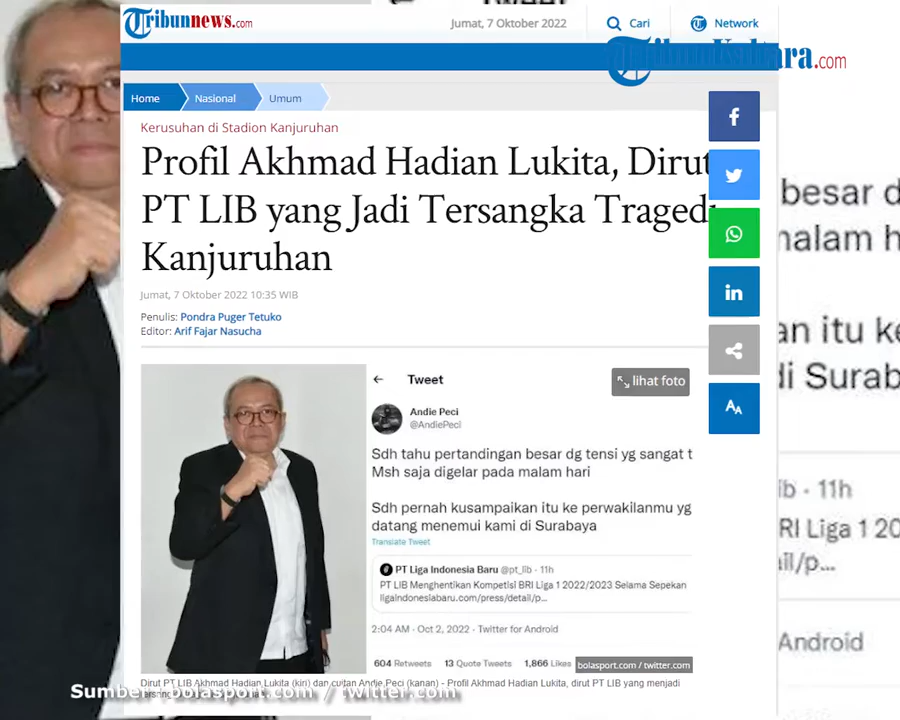 Tribunnews.com
Jumat, 7 Oktober 2022
Cari
Network
.com
Home
Nasional
Umum
Kerusuhan di Stadion Kanjuruhan
Profil Akhmad Hadian Lukita, Dirut
PT LIB yang Jadi Tersangka Tragedi
Kanjuruhan
Jumat, 7 Oktober 2022 10:35 WIB
Penulis: Pondra Puger Tetuko
Editor: Arif Fajar Nasucha
Tweet
lihat foto
Andie Peci
@AndiePeci
Sdh tahu pertandingan besar dg tensi yg sangat t
Msh saja digelar pada malam hari
Sdh pernah kusampaikan itu ke perwakilanmu yg
datang menemui kami di Surabaya
Translate Tweet
PT Liga Indonesia Baru @pt_lib - 11h
PT LIB Menghentikan Kompetisi BRI Liga 1 2022/2023 Selama Sepekan
ligaindonesiabaru.com/press/detail/p...
2:04 AM · Oct 2, 2022 · Twitter for Android
604 Retweets 13 Quote Tweets 1,866 Likes
bolasport.com / twitter.com
Dirut PT LIB Akhmad Hadian Lukita (kiri) dan cuitan Andie Peci (kanan) - Profil Akhmad Hadian Lukita, dirut PT LIB yang menjadi
Sumber : bolasport.com / twitter.com
besar d
malam h
an itu ke
di Surab
ib - 11h
RI Liga 1 20
ail/p...
Android